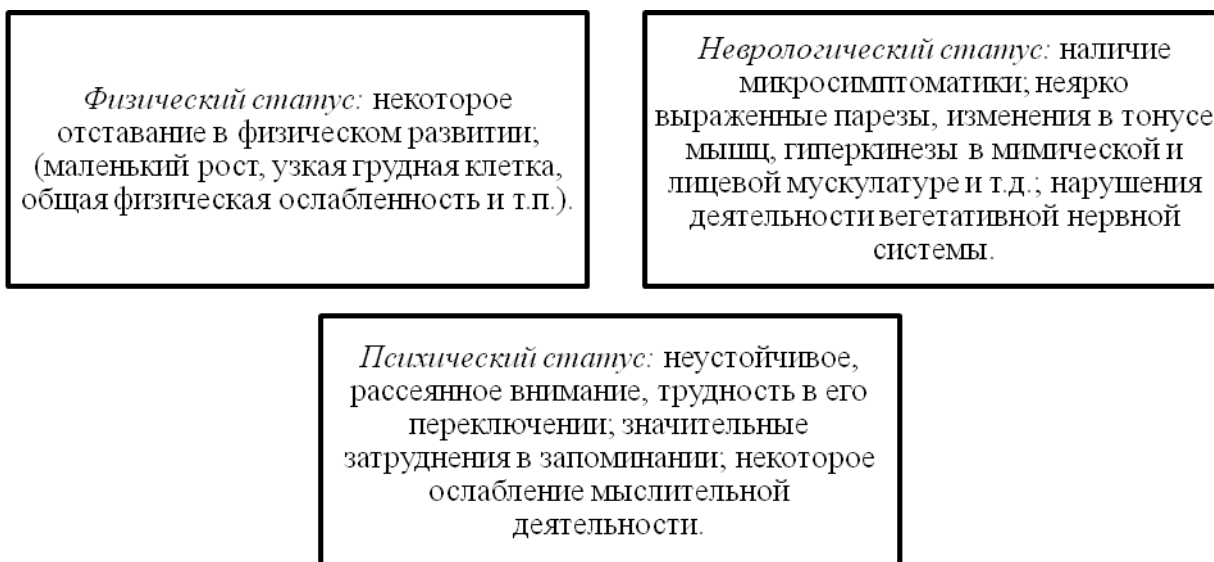 Физический статус: некоторое
отставание в физическом развитии;
(маленький рост, узкая грудная клетка,
общая физическая ослабленность и т.п.).
Неврологический статус: наличие
микросимптоматики; неярко
выраженные парезы, изменения в тонусе
мышц, гиперкинезы в мимической и
лицевой мускулатуре и т.д.; нарушения
деятельности вегетативной нервной
системы.
Психический статус: неустойчивое,
рассеянное внимание, трудность в его
переключении; значительные
затруднения в запоминании; некоторое
ослабление мыслительной
деятельности.